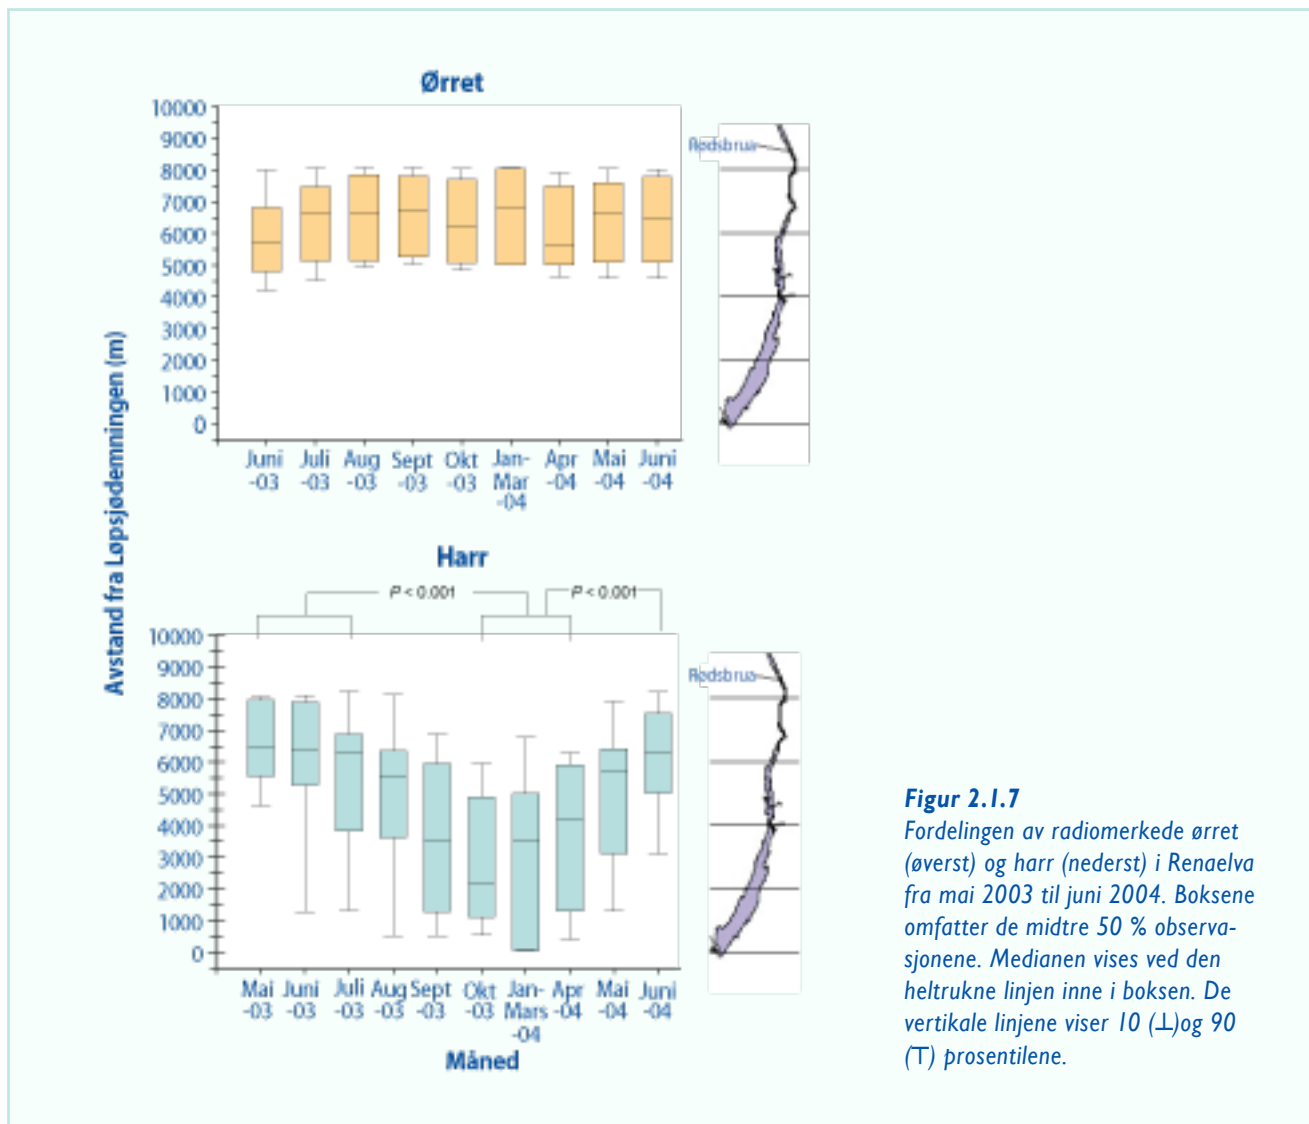 Ørret
10000
9000
8000
7000
6000
5000
4000
3000
2000
1000
0
Juni -03
Juli -03
Aug -03
Sept -03
Okt -03
Jan-Mar -04
Apr -04
Mai -04
Juni -04
Rødsbrua
Avstand fra Løpsjødemningen (m)
Harr
P < 0.001
P < 0.001
10000
9000
8000
7000
6000
5000
4000
3000
2000
1000
0
Mai -03
Juni -03
Juli -03
Aug -03
Sept -03
Okt -03
Jan-Mars -04
Apr -04
Mai -04
Juni -04
Måned
Rødsbrua
Figur 2.1.7
Fordelingen av radiomerkede ørret
(øverst) og harr (nederst) i Renaelva
fra mai 2003 til juni 2004. Boksene
omfatter de midtre 50 % observa-
sjonene. Medianen vises ved den
heltrukne linjen inne i boksen. De
vertikale linjene viser 10 (⊥)og 90
(⊤) prosentilene.